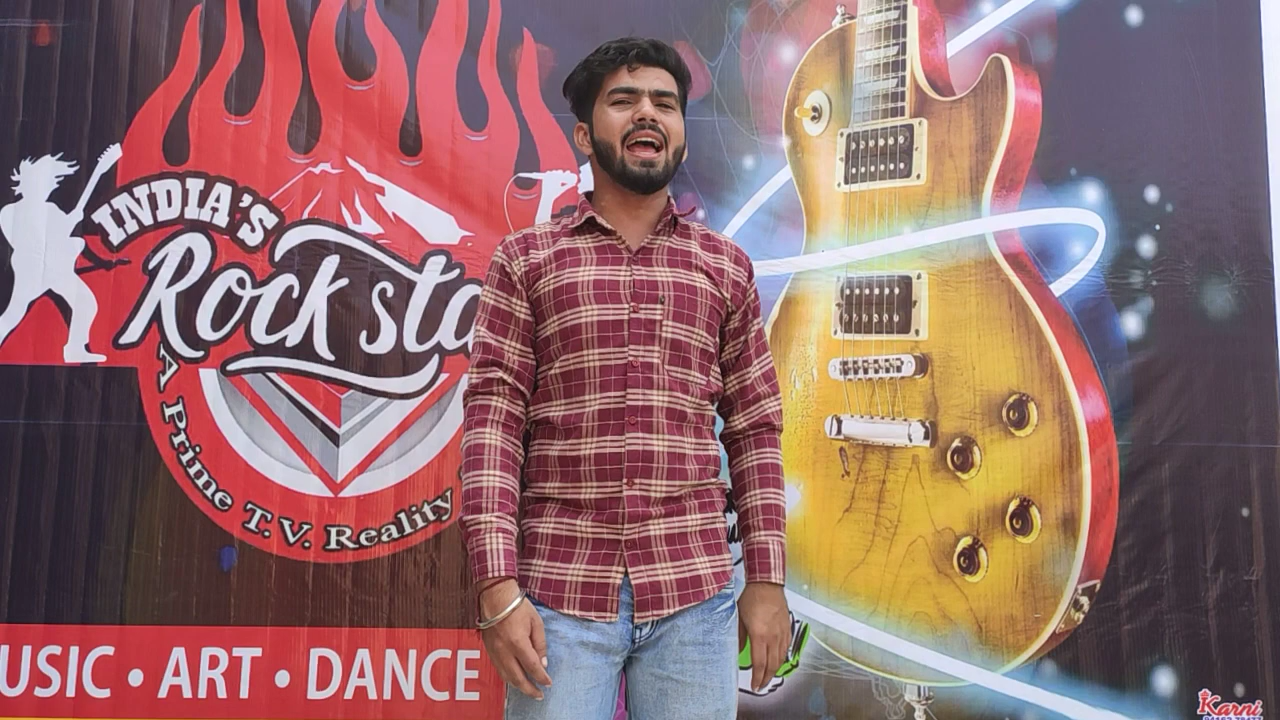 INDIA'S
Rock sta
A Prime T.V. Reality
USIC • ART • DANCE
Karni